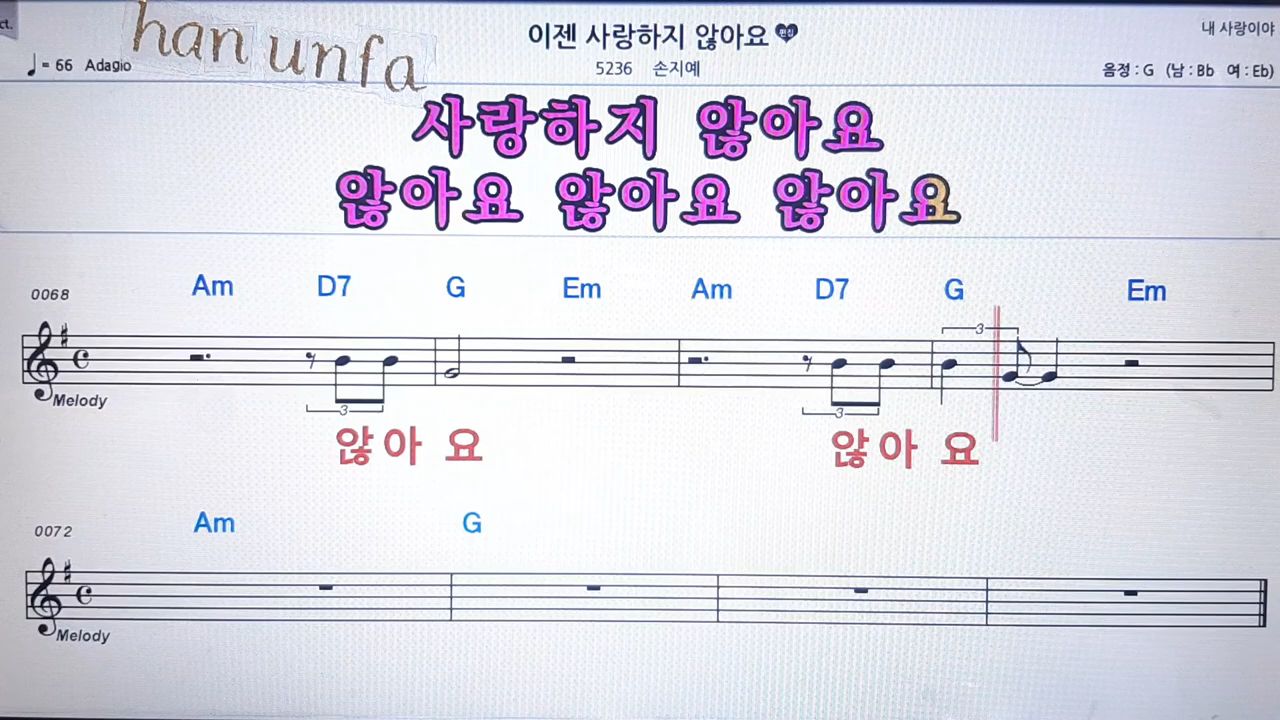 ct.
han unfa
이젠 사랑하지 않아요 편집
내 사랑이야
♩= 66 Adagio
5236 손지예
음정 : G (남 : Bb 여 : Eb)
사랑하지 않아요
않아요 않아요 않아요
0068
Am D7 G Em Am D7 G Em
3
Melody
3 3
않아 요 않아 요
0072
Am G
Melody